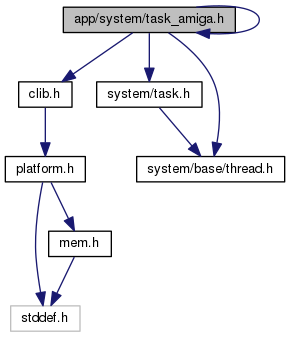 app/system/task_amiga.h
clib.h
system/task.h
platform.h
system/base/thread.h
mem.h
stddef.h